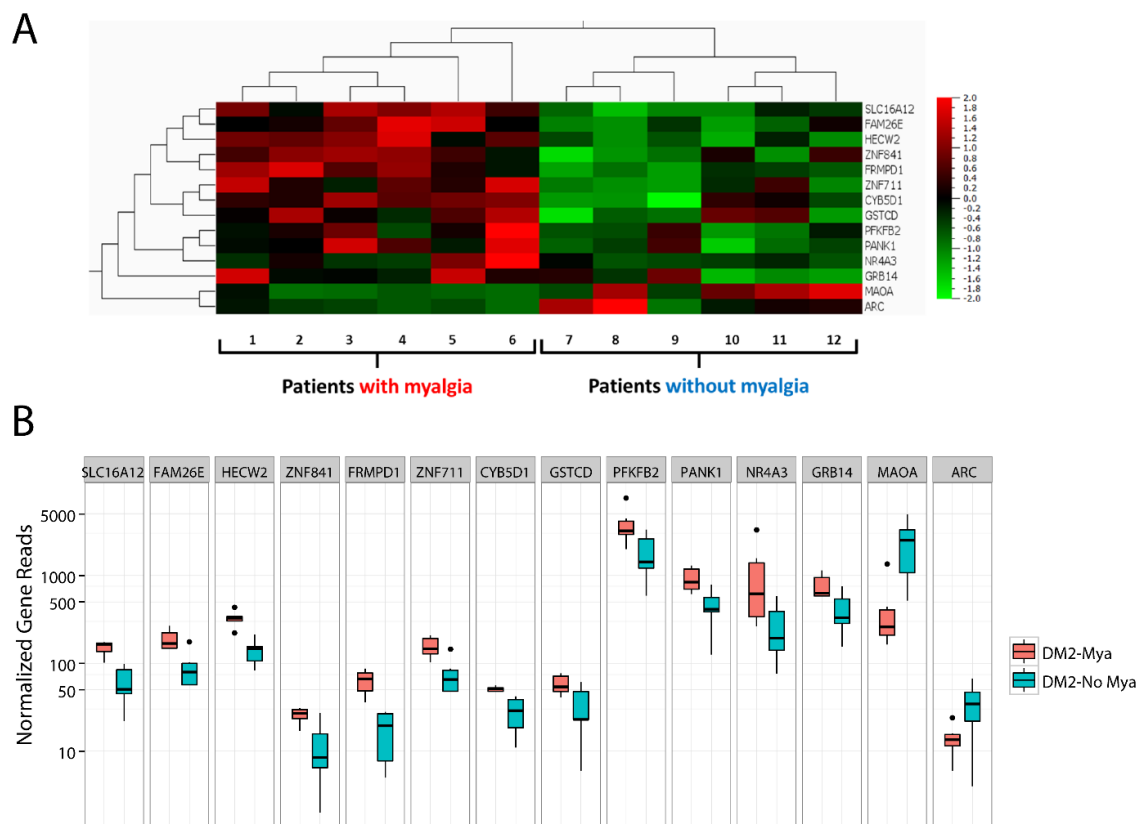 A
SLC16A12
FAM26E
HECW2
ZNF841
FRMPD1
ZNF711
CYB5D1
GSTCD
PFKFB2
PANK1
NR4A3
GRB14
MAOA
ARC
2.0
1.8
1.6
1.4
1.2
1.0
0.8
0.6
0.4
0.2
0.0
-0.2
-0.4
-0.6
-0.8
-1.0
-1.2
-1.4
-1.6
-1.8
-2.0
1 2 3 4 5 6 7 8 9 10 11 12
Patients with myalgia Patients without myalgia
B
SLC16A12 FAM26E HECW2 ZNF841 FRMPD1 ZNF711 CYB5D1 GSTCD PFKFB2 PANK1 NR4A3 GRB14 MAOA ARC
Normalized Gene Reads
5000
1000
500
100
50
10
DM2-Mya
DM2-No Mya